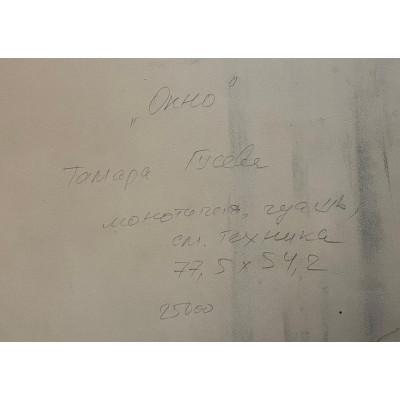 „Окно"
Тамара Гусева
монотипия, гуашь,
см. техника
77,5 х 54,2
25000